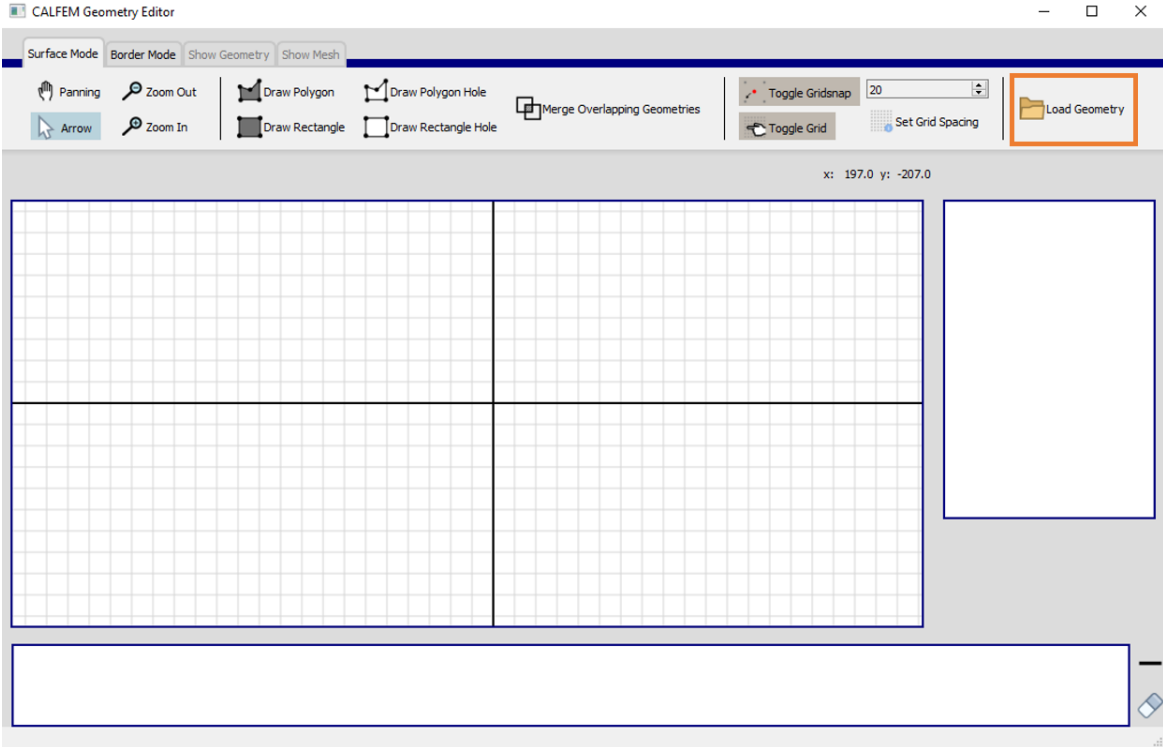 CALFEM Geometry Editor
Surface Mode Border Mode Show Geometry Show Mesh
Panning Zoom Out Draw Polygon Draw Polygon Hole Toggle Gridsnap 20
Merge Overlapping Geometries Load Geometry
Arrow Zoom In Draw Rectangle Draw Rectangle Hole Toggle Grid Set Grid Spacing
x: 197.0 y: -207.0